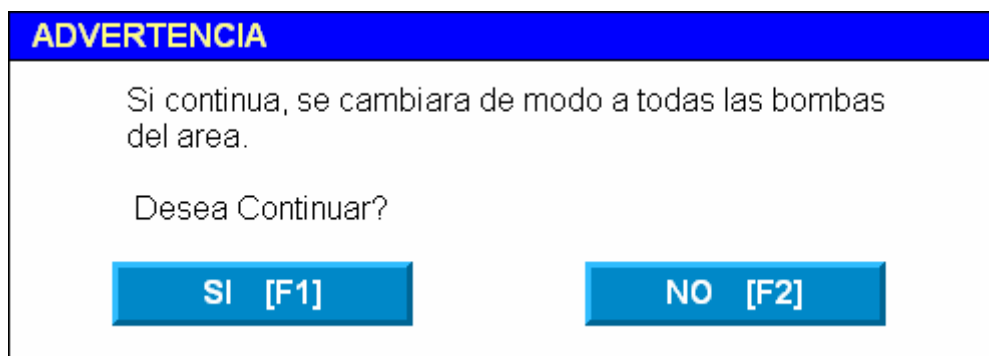 ADVERTENCIA
Si continua, se cambiara de modo a todas las bombas
del area.
Desea Continuar?
SI [F1] NO [F2]